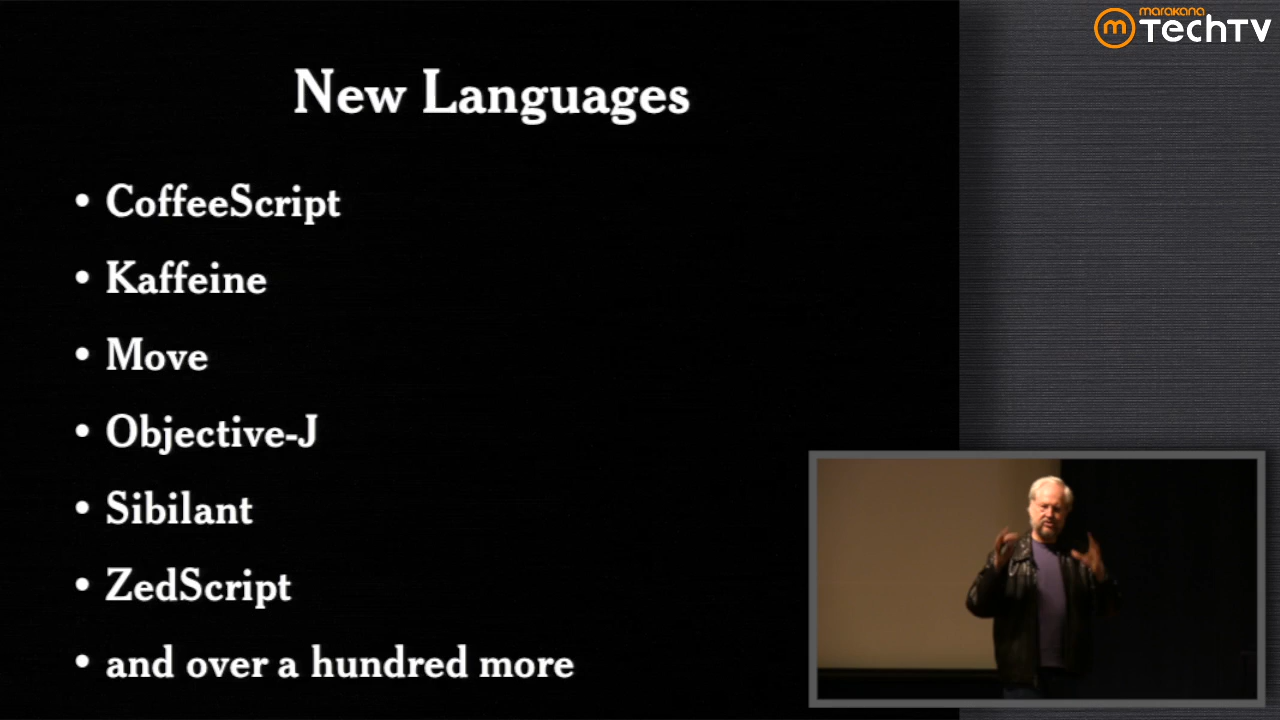 marakana
TechTV
New Languages
• CoffeeScript
• Kaffeine
• Move
• Objective-J
• Sibilant
• ZedScript
• and over a hundred more